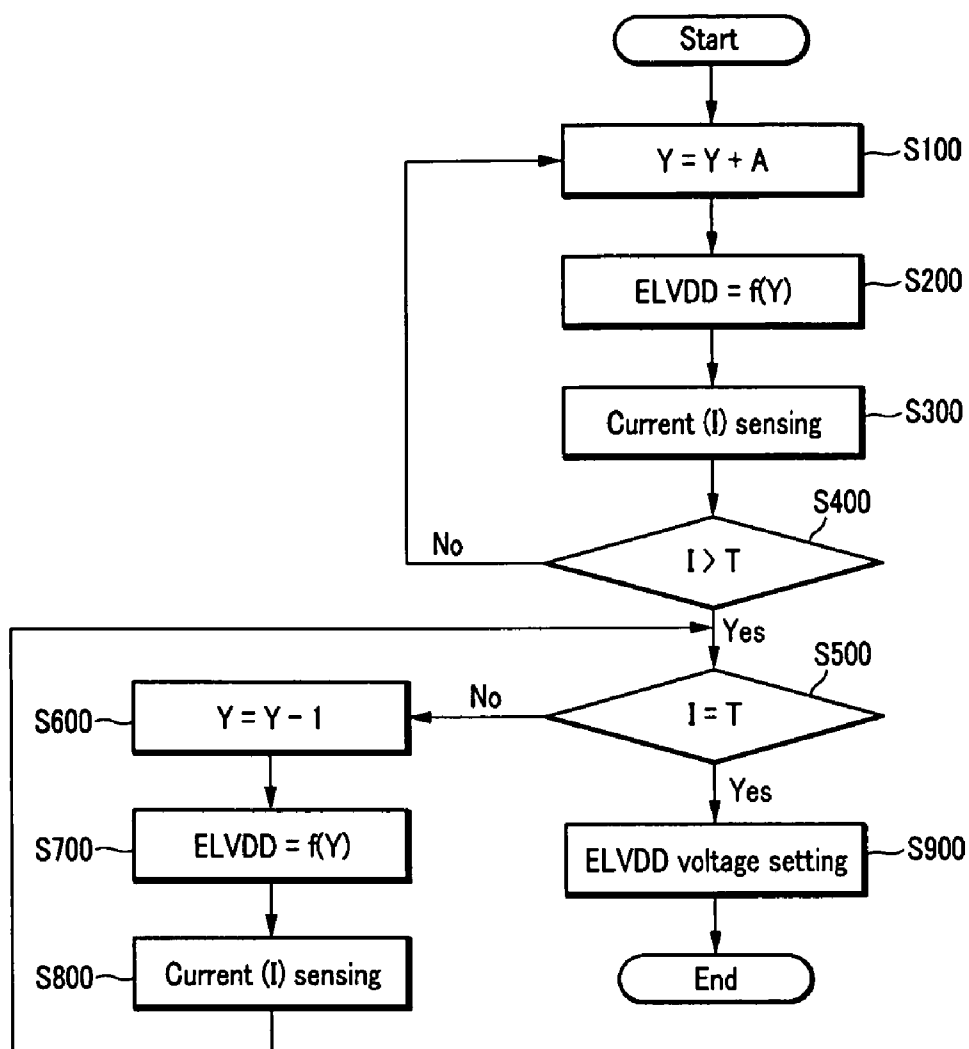 Start
Y = Y + A
S100
ELVDD = f(Y)
S200
Current (I) sensing
S300
S400
I > T
No
Yes
S500
I = T
No
Yes
S600
Y = Y - 1
S700
ELVDD = f(Y)
S800
Current (I) sensing
ELVDD voltage setting
S900
End